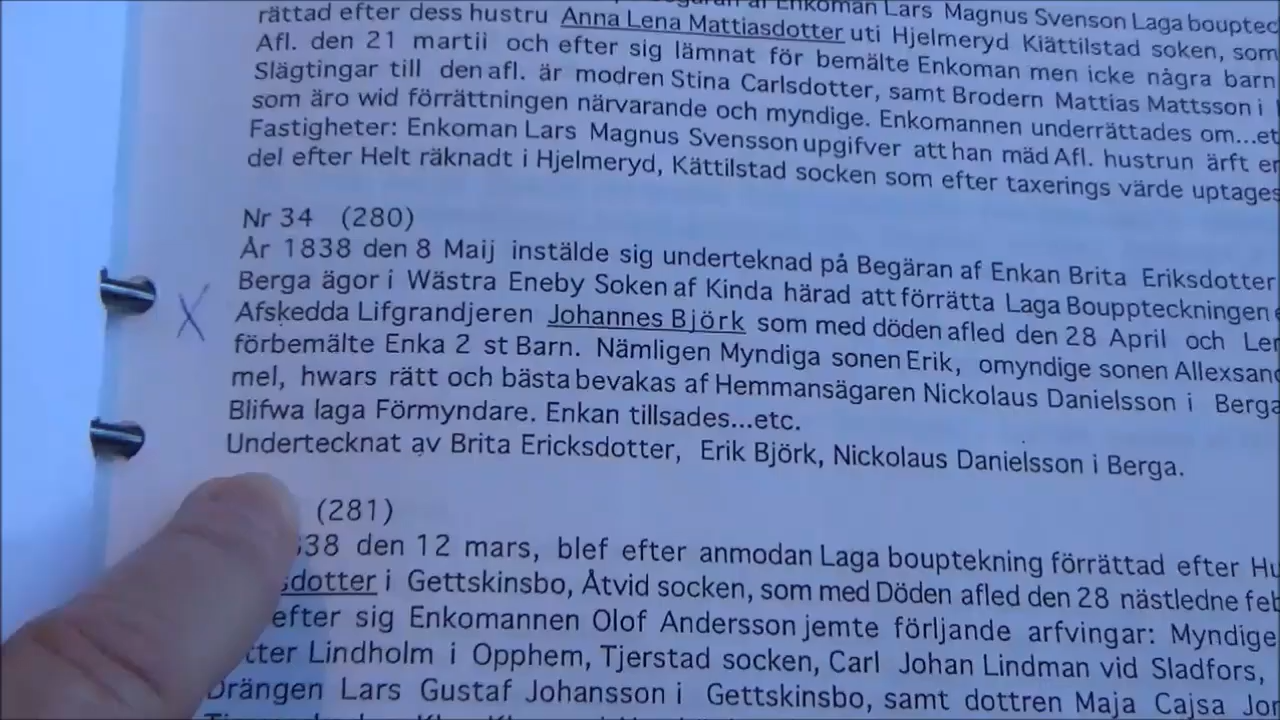 Enkoman Lars Magnus Svenson Laga
rättad efter dess hustru Anna Lena Mattiasdotter uti Hjelmeryd Kiättilstad soken, som
Afl. den 21 martii och efter sig lämnat för bemälte Enkoman men icke några barn
Slägtingar till den afl. är modren Stina Carlsdotter, samt Brodern Mattias Mattsson i
som äro wid förrättningen närvarande och myndige. Enkomannen underrättades om...et
Fastigheter: Enkoman Lars Magnus Svensson upgifver att han mäd Afl. hustrun ärft
del efter Helt räknadt i Hjelmeryd, Kättilstad socken som efter taxerings värde uptages
Nr 34 (280)
År 1838 den 8 Maij instälde sig underteknad på Begäran af Enkan Brita Eriksdotter
Berga ägor i Wästra Eneby Soken af Kinda härad att förrätta Laga Bouppteckningen
Afskedda Lifgrandjeren Johannes Björk som med döden afled den 28 April och
förbemälte Enka 2 st Barn. Nämligen Myndiga sonen Erik, omyndige sonen
mel, hwars rätt och bästa bevakas af Hemmansägaren Nickolaus Danielsson i Berga
Blifwa laga Förmyndare. Enkan tillsades...etc.
Undertecknat av Brita Ericksdotter, Erik Björk, Nickolaus Danielsson i Berga.
(281)
38 den 12 mars, blef efter anmodan Laga bouptekning förrättad efter
sdotter i Gettskinsbo, Åtvid socken, som med Döden afled den 28 nästledne
efter sig Enkomannen Olof Andersson jemte förljande arfvingar: Myndige
tter Lindholm i Opphem, Tjerstad socken, Carl Johan Lindman vid Sladfors,
Drängen Lars Gustaf Johansson i Gettskinsbo, samt dottren Maja Cajsa